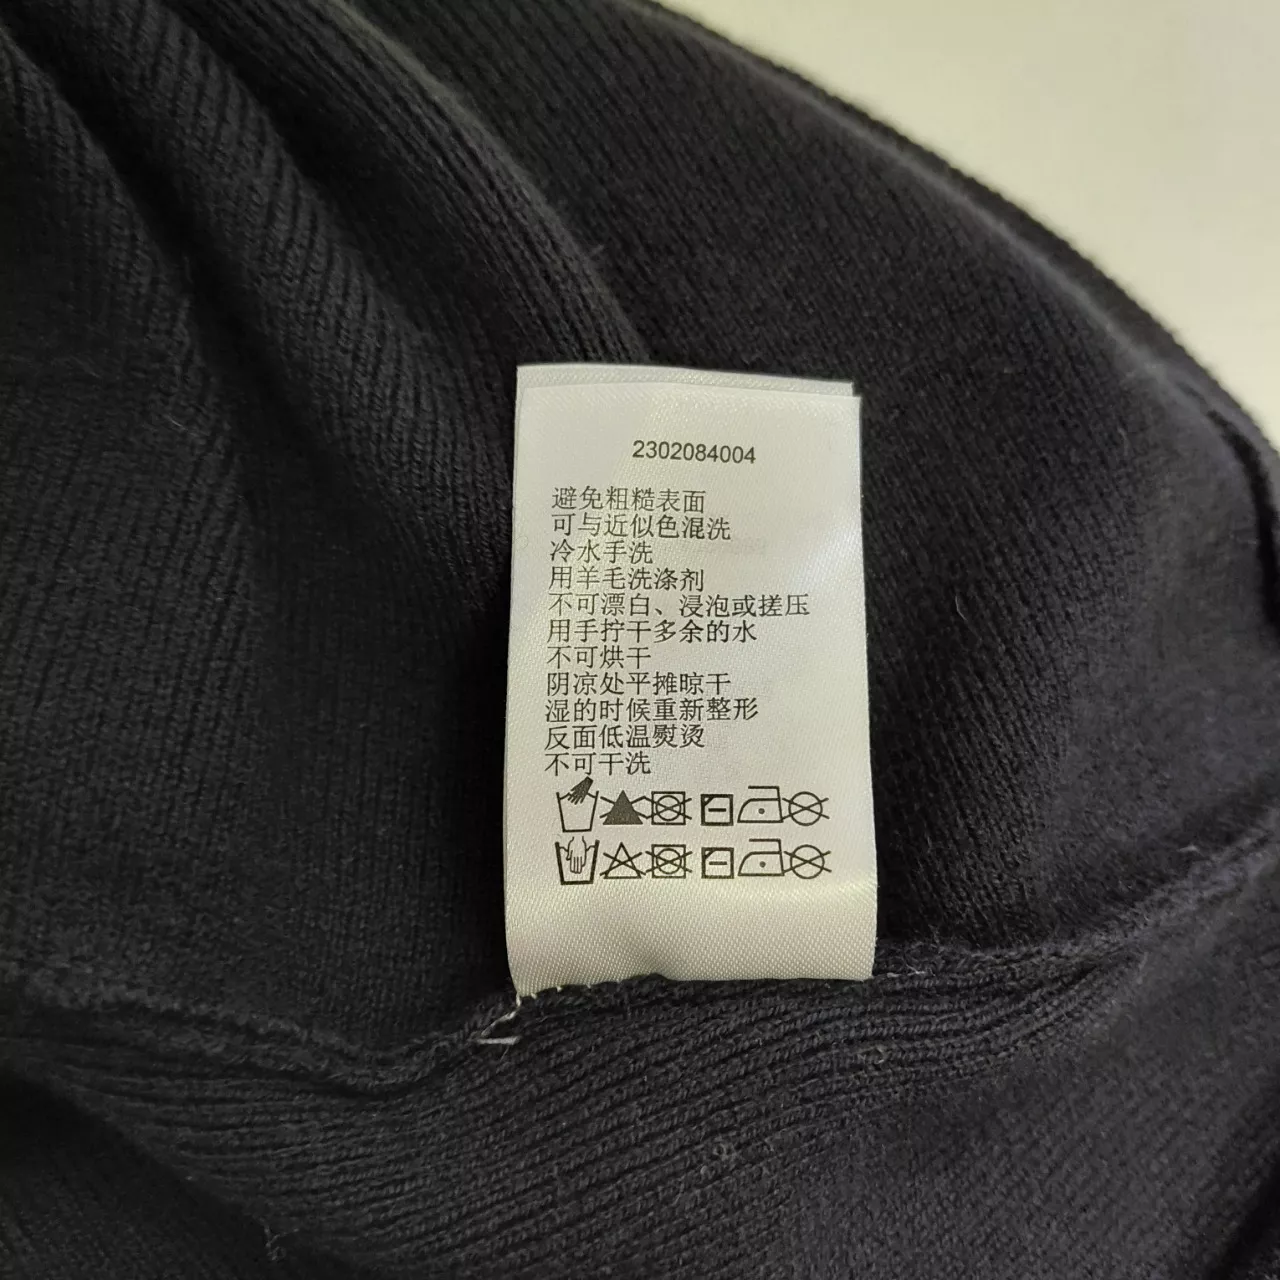 2302084004
避免粗糙表面
可与近似色混洗
冷水手洗
用羊毛洗涤剂
不可漂白、浸泡或搓压
用手拧干多余的水
不可烘干
阴凉处平摊晾干
湿的时候重新整形
反面低温熨烫
不可干洗